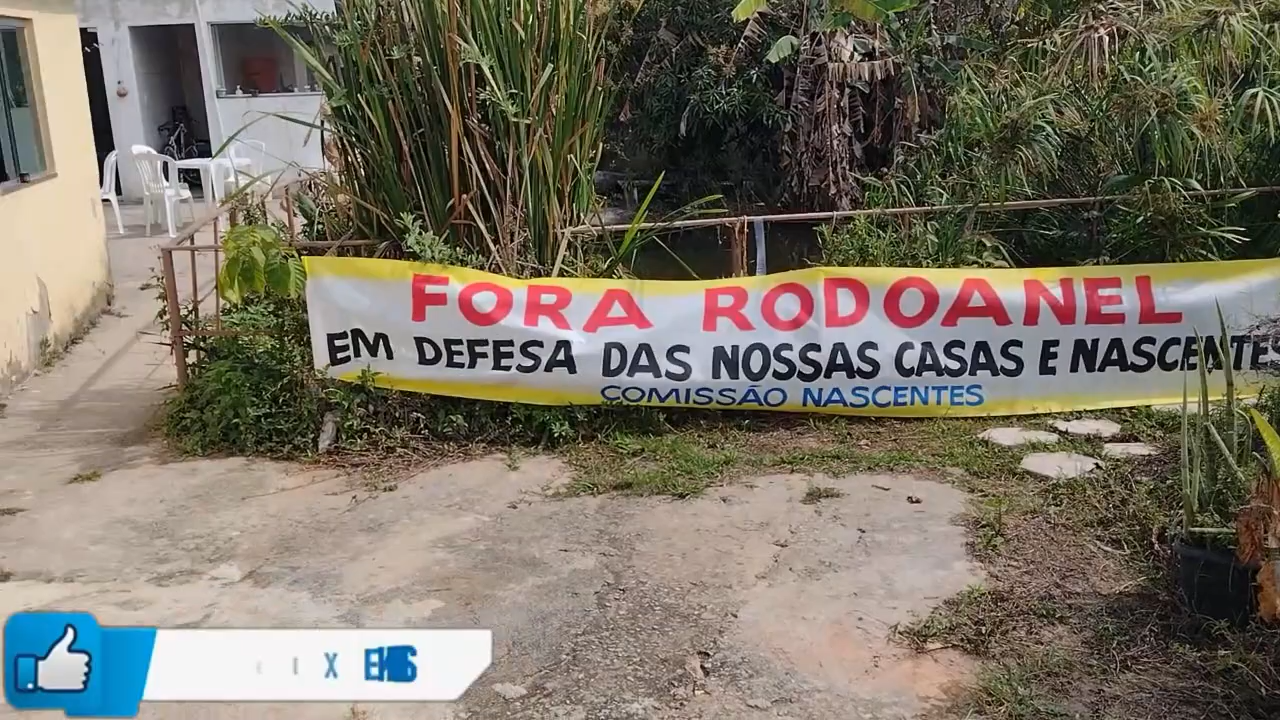 FORA RODOANEL
EM DEFESA DAS NOSSAS CASAS E NASCENTES
COMISSÃO NASCENTES